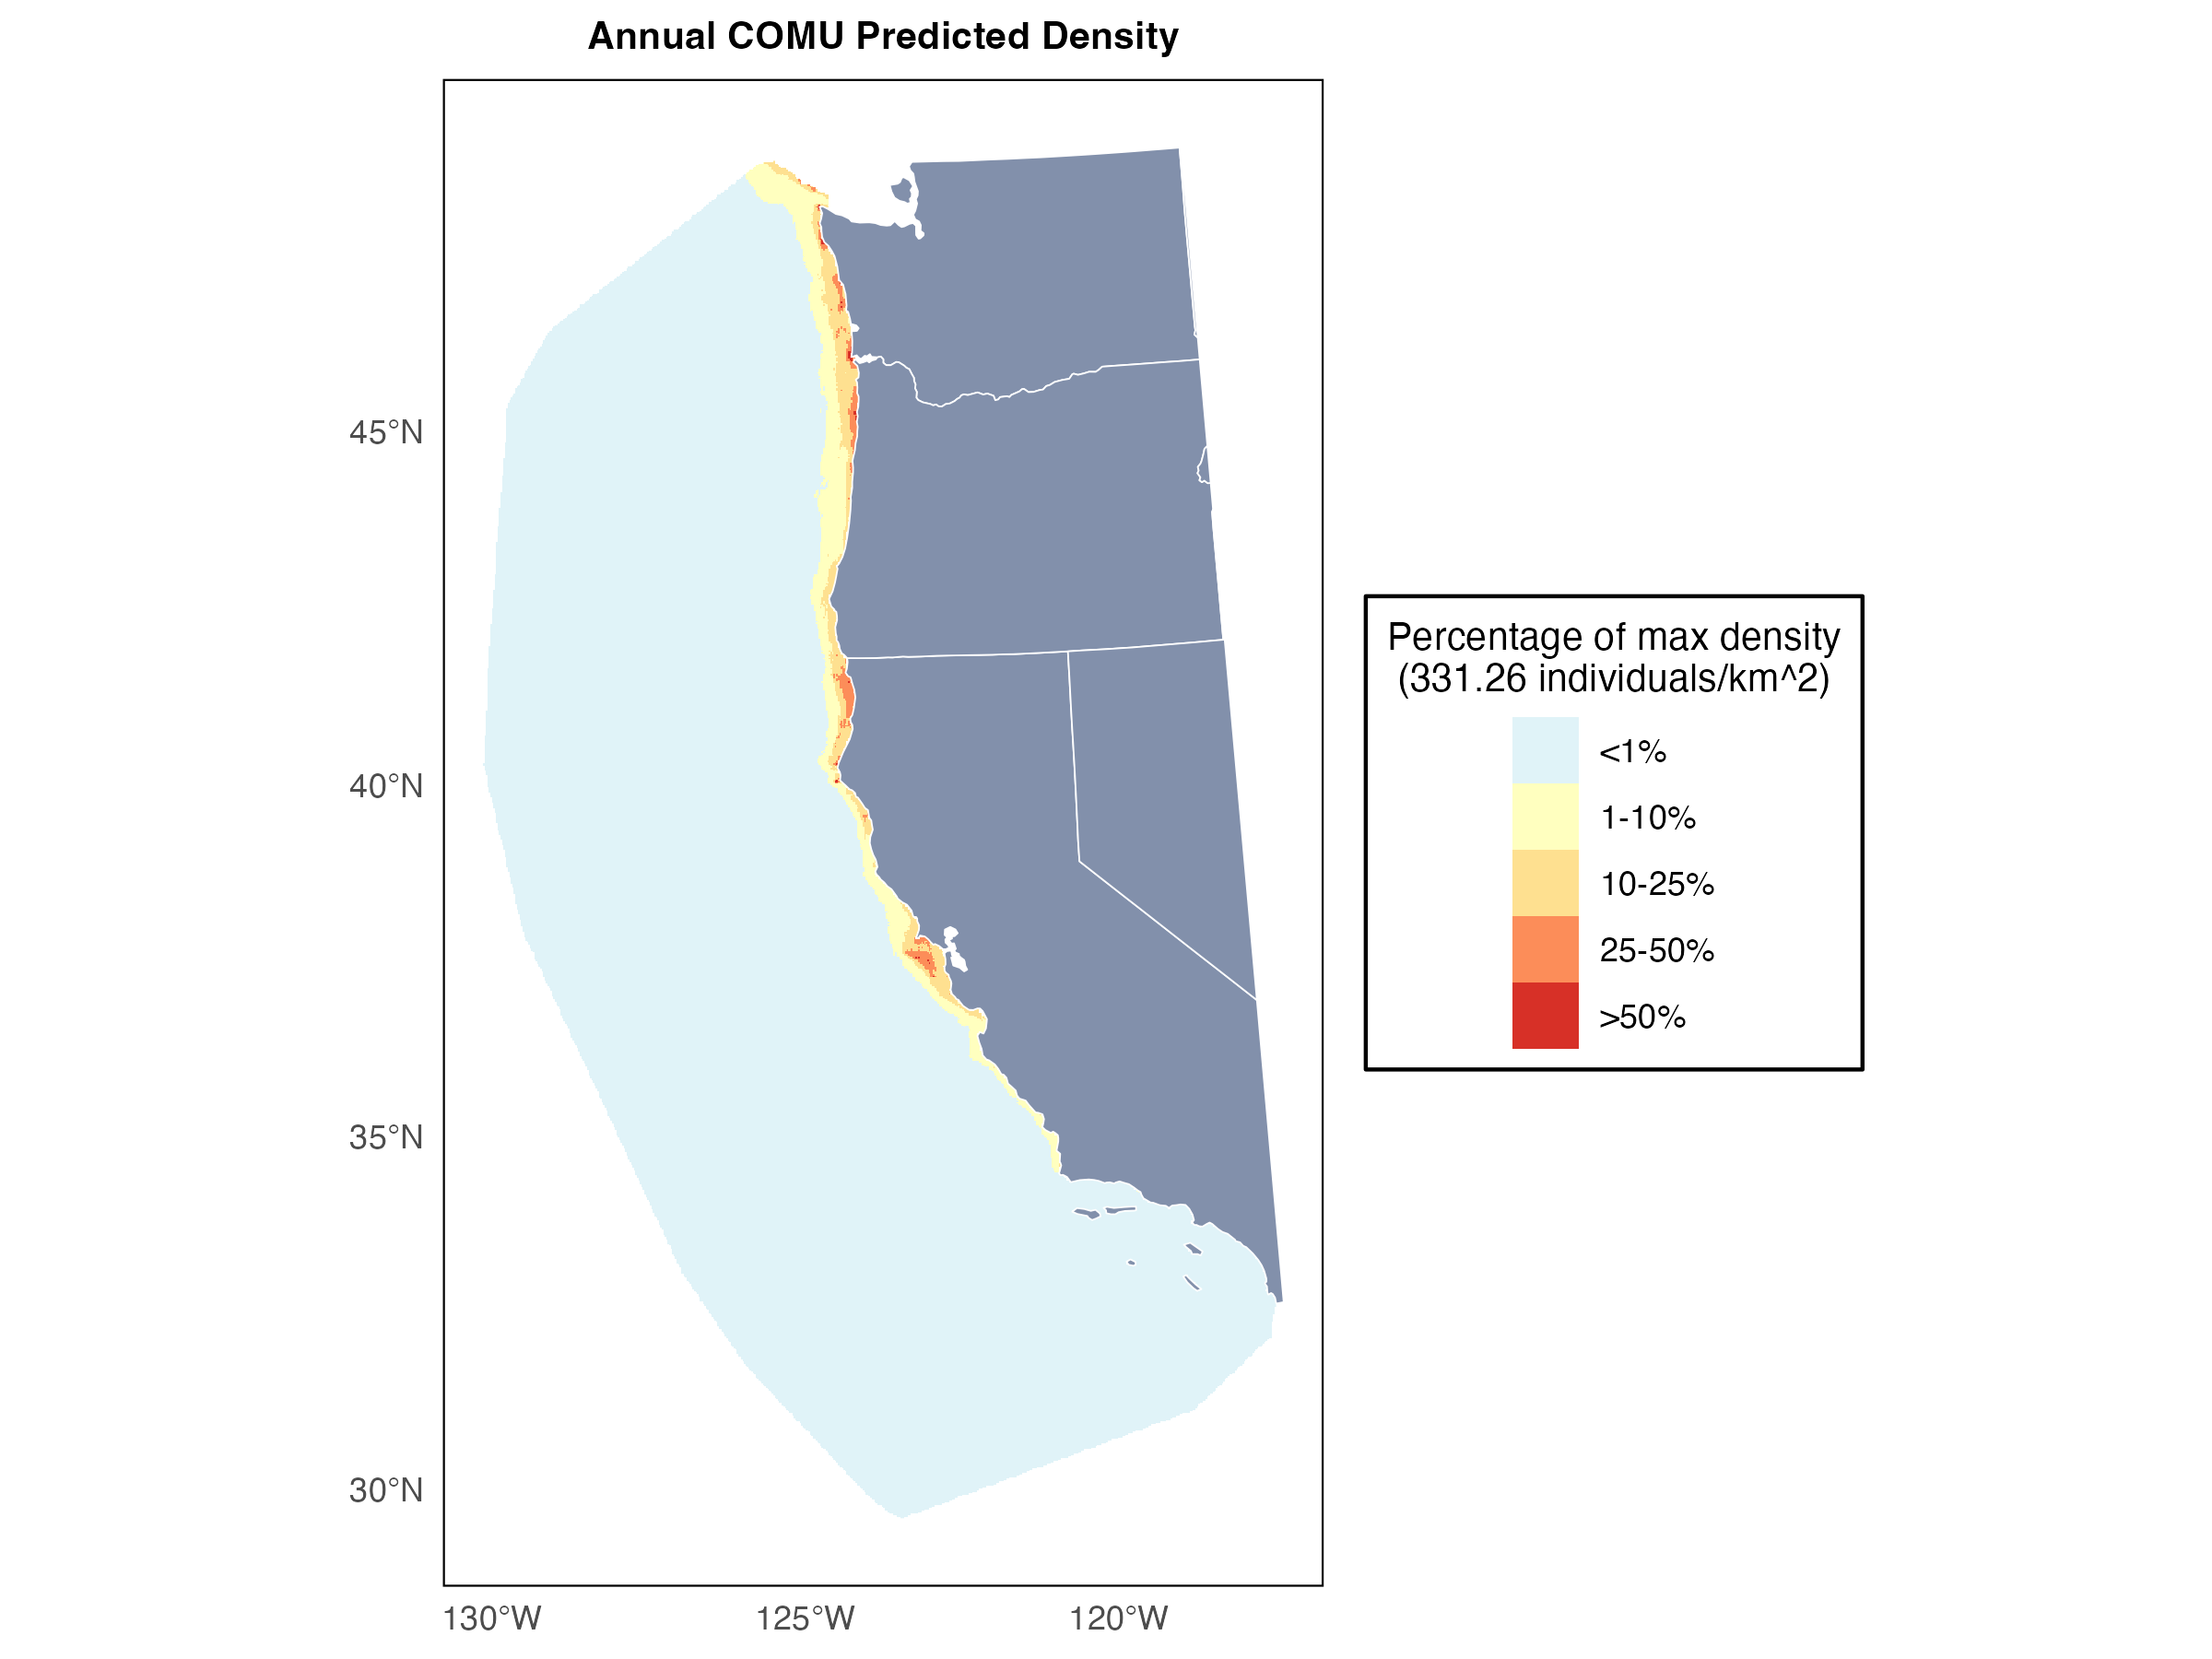 Annual COMU Predicted Density
45°N
40°N
35°N
30°N
130°W
125°W
120°W
Percentage of max density
(331.26 individuals/km^2)
<1%
1-10%
10-25%
25-50%
>50%